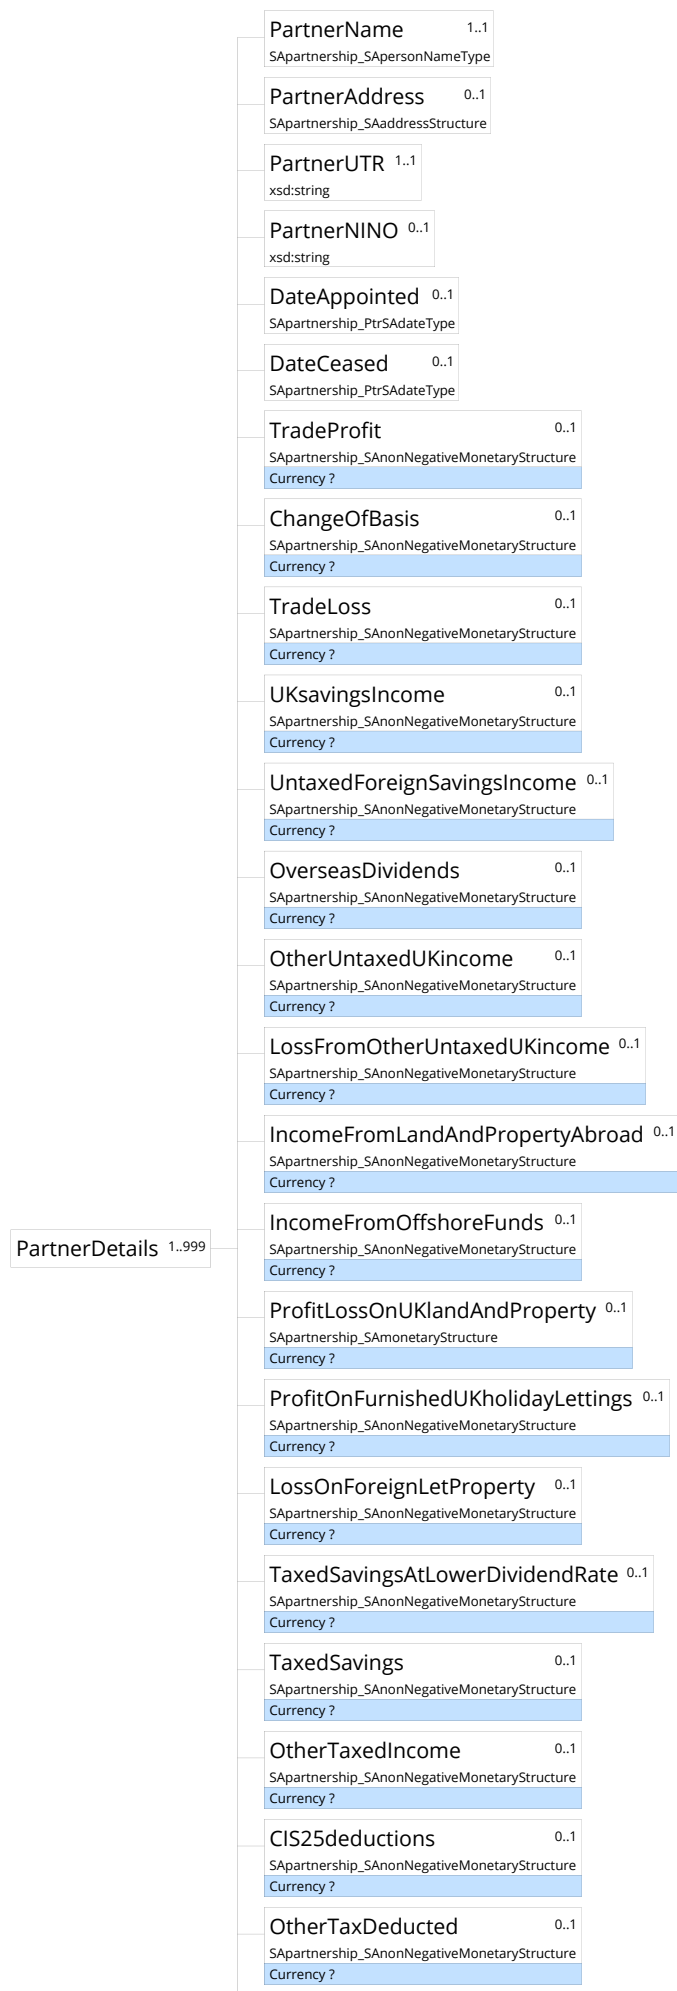 PartnerName 1..1
SApartnership_SApersonNameType
PartnerAddress 0..1
SApartnership_SAaddressStructure
PartnerUTR 1..1
xsd:string
PartnerNINO 0..1
xsd:string
DateAppointed 0..1
SApartnership_PtrSAdateType
DateCeased 0..1
SApartnership_PtrSAdateType
TradeProfit 0..1
SApartnership_SAnonNegativeMonetaryStructure
Currency ?
ChangeOfBasis 0..1
SApartnership_SAnonNegativeMonetaryStructure
Currency ?
TradeLoss 0..1
SApartnership_SAnonNegativeMonetaryStructure
Currency ?
UKsavingsIncome 0..1
SApartnership_SAnonNegativeMonetaryStructure
Currency ?
UntaxedForeignSavingsIncome 0..1
SApartnership_SAnonNegativeMonetaryStructure
Currency ?
OverseasDividends 0..1
SApartnership_SAnonNegativeMonetaryStructure
Currency ?
OtherUntaxedUKincome 0..1
SApartnership_SAnonNegativeMonetaryStructure
Currency ?
LossFromOtherUntaxedUKincome 0..1
SApartnership_SAnonNegativeMonetaryStructure
Currency ?
IncomeFromLandAndPropertyAbroad 0..1
SApartnership_SAnonNegativeMonetaryStructure
Currency ?
PartnerDetails 1..999
IncomeFromOffshoreFunds 0..1
SApartnership_SAnonNegativeMonetaryStructure
Currency ?
ProfitLossOnUKlandAndProperty 0..1
SApartnership_SAmonetaryStructure
Currency ?
ProfitOnFurnishedUKholidayLettings 0..1
SApartnership_SAnonNegativeMonetaryStructure
Currency ?
LossOnForeignLetProperty 0..1
SApartnership_SAnonNegativeMonetaryStructure
Currency ?
TaxedSavingsAtLowerDividendRate 0..1
SApartnership_SAnonNegativeMonetaryStructure
Currency ?
TaxedSavings 0..1
SApartnership_SAnonNegativeMonetaryStructure
Currency ?
OtherTaxedIncome 0..1
SApartnership_SAnonNegativeMonetaryStructure
Currency ?
CIS25deductions 0..1
SApartnership_SAnonNegativeMonetaryStructure
Currency ?
OtherTaxDeducted 0..1
SApartnership_SAnonNegativeMonetaryStructure
Currency ?